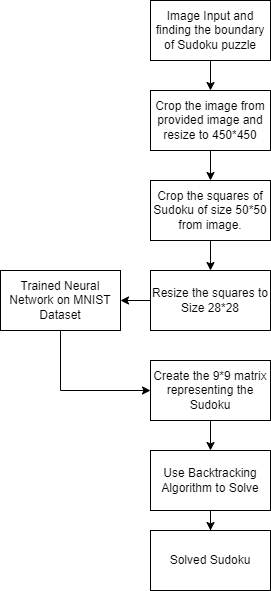 Image Input and
finding the boundary
of Sudoku puzzle
Crop the image from
provided image and
resize to 450*450
Crop the squares of
Sudoku of size 50*50
from image.
Resize the squares to
Size 28*28
Trained Neural
Network on MNIST
Dataset
Create the 9*9 matrix
representing the
Sudoku
Use Backtracking
Algorithm to Solve
Solved Sudoku